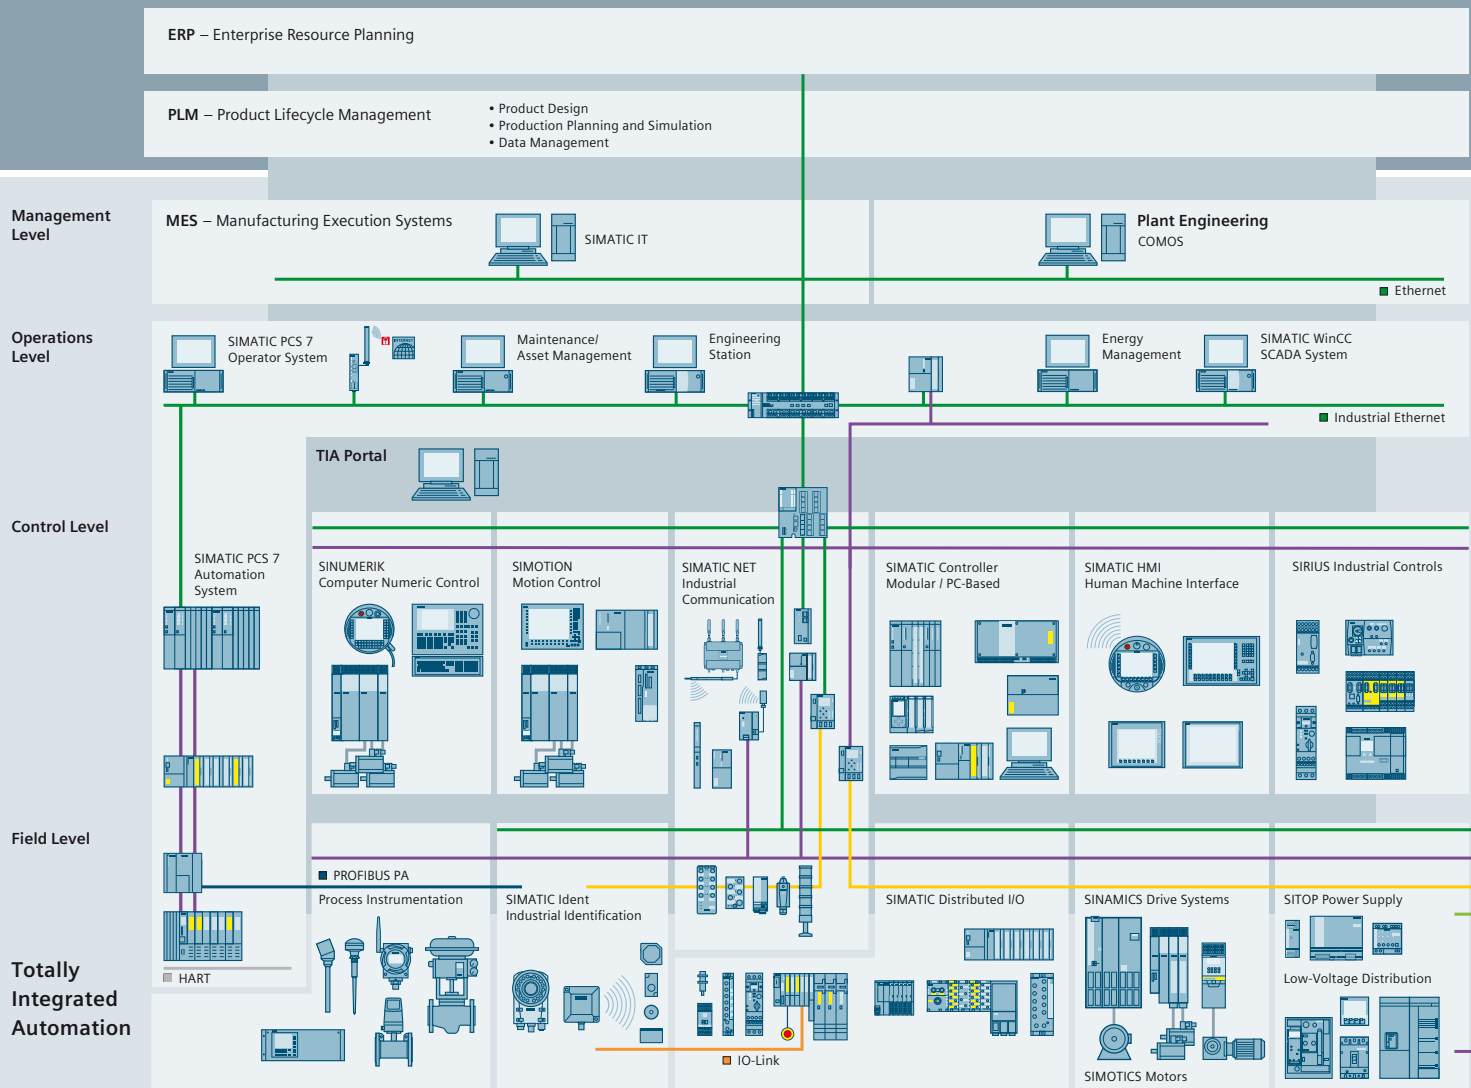 ERP – Enterprise Resource Planning
PLM – Product Lifecycle Management
• Product Design
• Production Planning and Simulation
• Data Management
Management
Level
MES – Manufacturing Execution Systems
SIMATIC IT
Plant Engineering
COMOS
Ethernet
Operations
Level
SIMATIC PCS 7
Operator System
INTERNET
Maintenance/
Asset Management
Engineering
Station
Energy
Management
SIMATIC WinCC
SCADA System
Industrial Ethernet
TIA Portal
Control Level
SIMATIC PCS 7
Automation
System
SINUMERIK
Computer Numeric Control
SIMOTION
Motion Control
SIMATIC NET
Industrial
Communication
SIMATIC Controller
Modular / PC-Based
SIMATIC HMI
Human Machine Interface
SIRIUS Industrial Controls
Field Level
PROFIBUS PA
Process Instrumentation
SIMATIC Ident
Industrial Identification
SIMATIC Distributed I/O
SINAMICS Drive Systems
SITOP Power Supply
HART
Low-Voltage Distribution
Totally
Integrated
Automation
IO-Link
SIMOTICS Motors